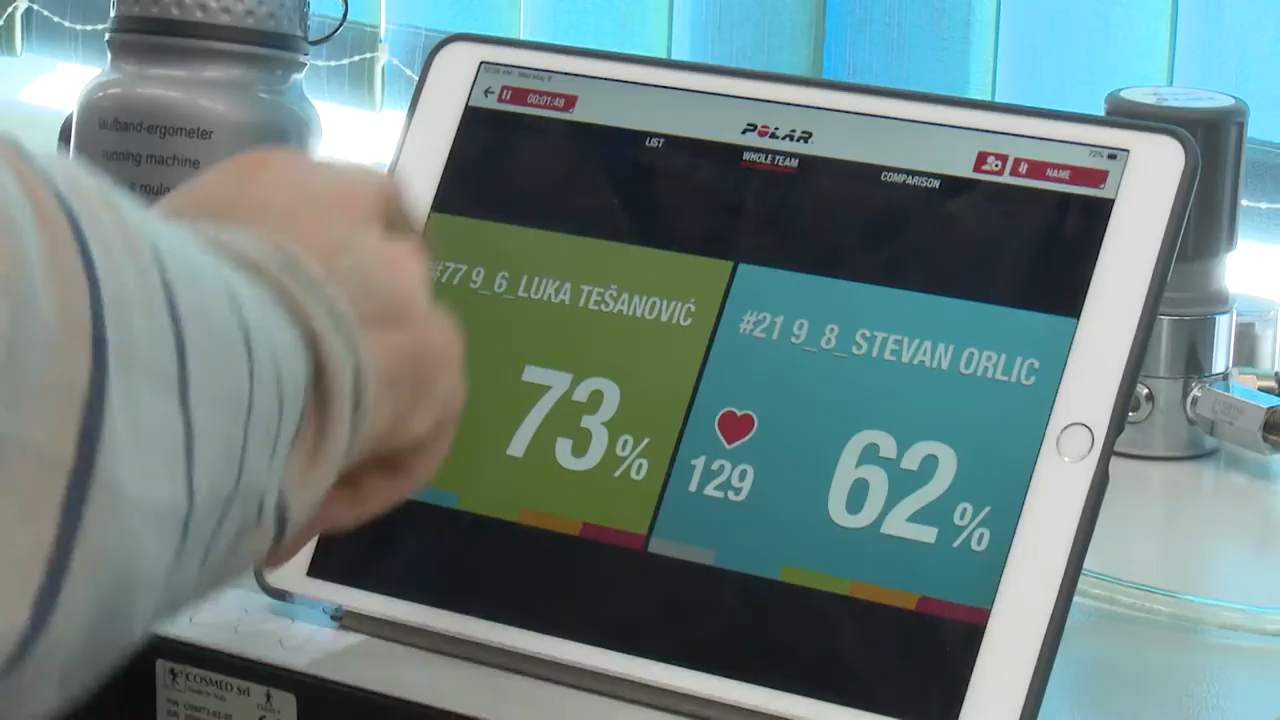 laufband-ergometer
running machine
00:01:48
POLAR
72%
LIST
WHOLE TEAM
COMPARISON
NAME
#77 9_6_LUKA TEŠANOVIĆ
73%
#21 9_8_STEVAN ORLIC
129
62%
COSMED Srl